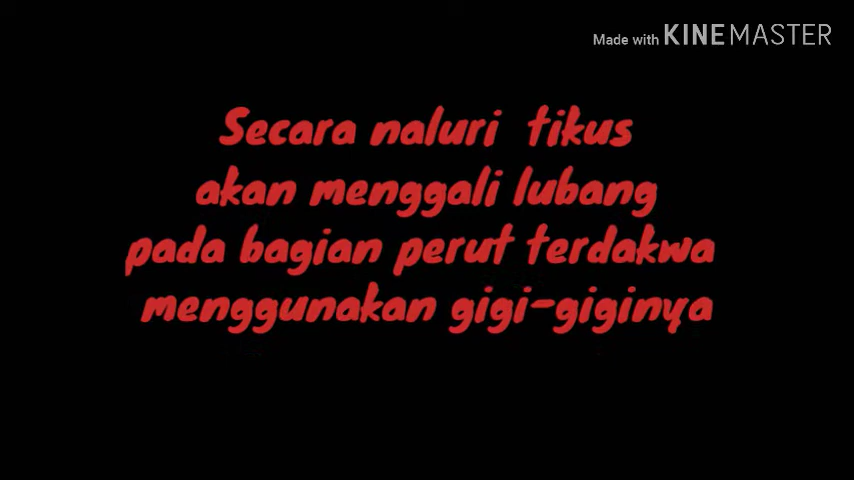 Made with KINEMASTER
Secara naluri tikus
akan menggali lubang
pada bagian perut terdakwa
menggunakan gigi-giginya